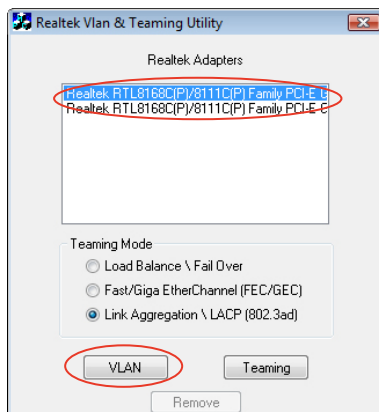 Realtek Vlan & Teaming Utility
Realtek Adapters
Realtek RTL8168C(P)/8111C(P) Family PCI-E G
Realtek RTL8168C(P)/8111C(P) Family PCI-E G
Teaming Mode
Load Balance \ Fail Over
Fast/Giga EtherChannel (FEC/GEC)
Link Aggregation \ LACP (802.3ad)
VLAN Teaming
Remove